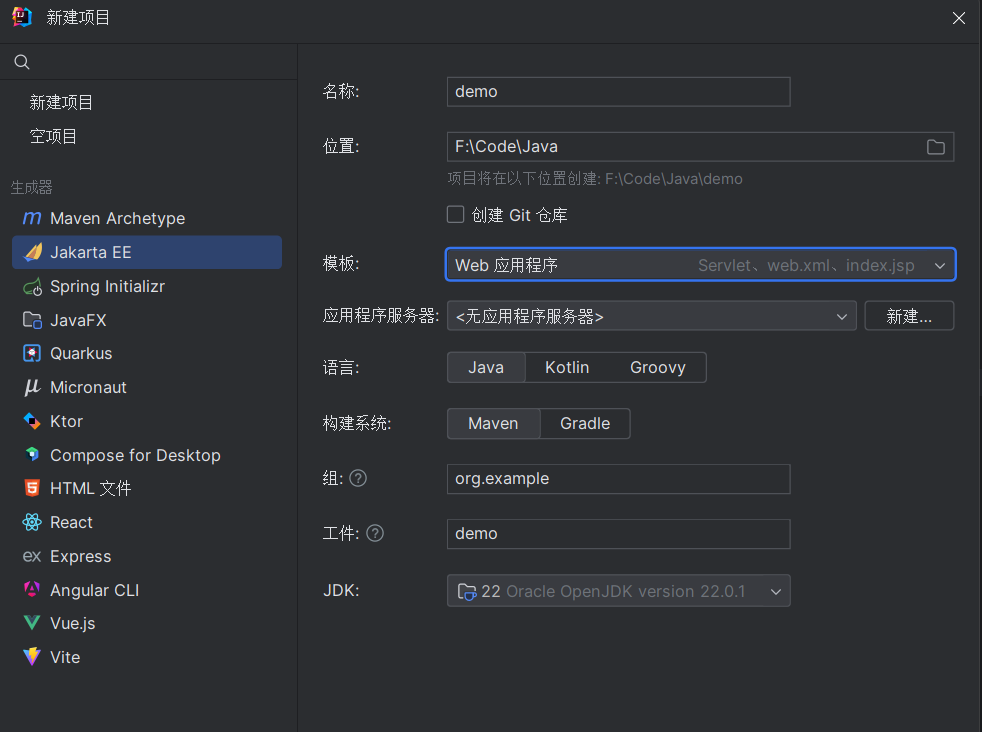 新建项目
新建项目
空项目
生成器
Maven Archetype
Jakarta EE
Spring Initializr
JavaFX
Quarkus
Micronaut
Ktor
Compose for Desktop
HTML 文件
React
Express
Angular CLI
Vue.js
Vite
名称: demo
位置: F:\Code\Java
项目将在以下位置创建: F:\Code\Java\demo
创建 Git 仓库
模板: Web 应用程序 Servlet、web.xml、index.jsp
应用程序服务器: <无应用程序服务器> 新建...
语言: Java Kotlin Groovy
构建系统: Maven Gradle
组: ? org.example
工件: ? demo
JDK: 22 Oracle OpenJDK version 22.0.1